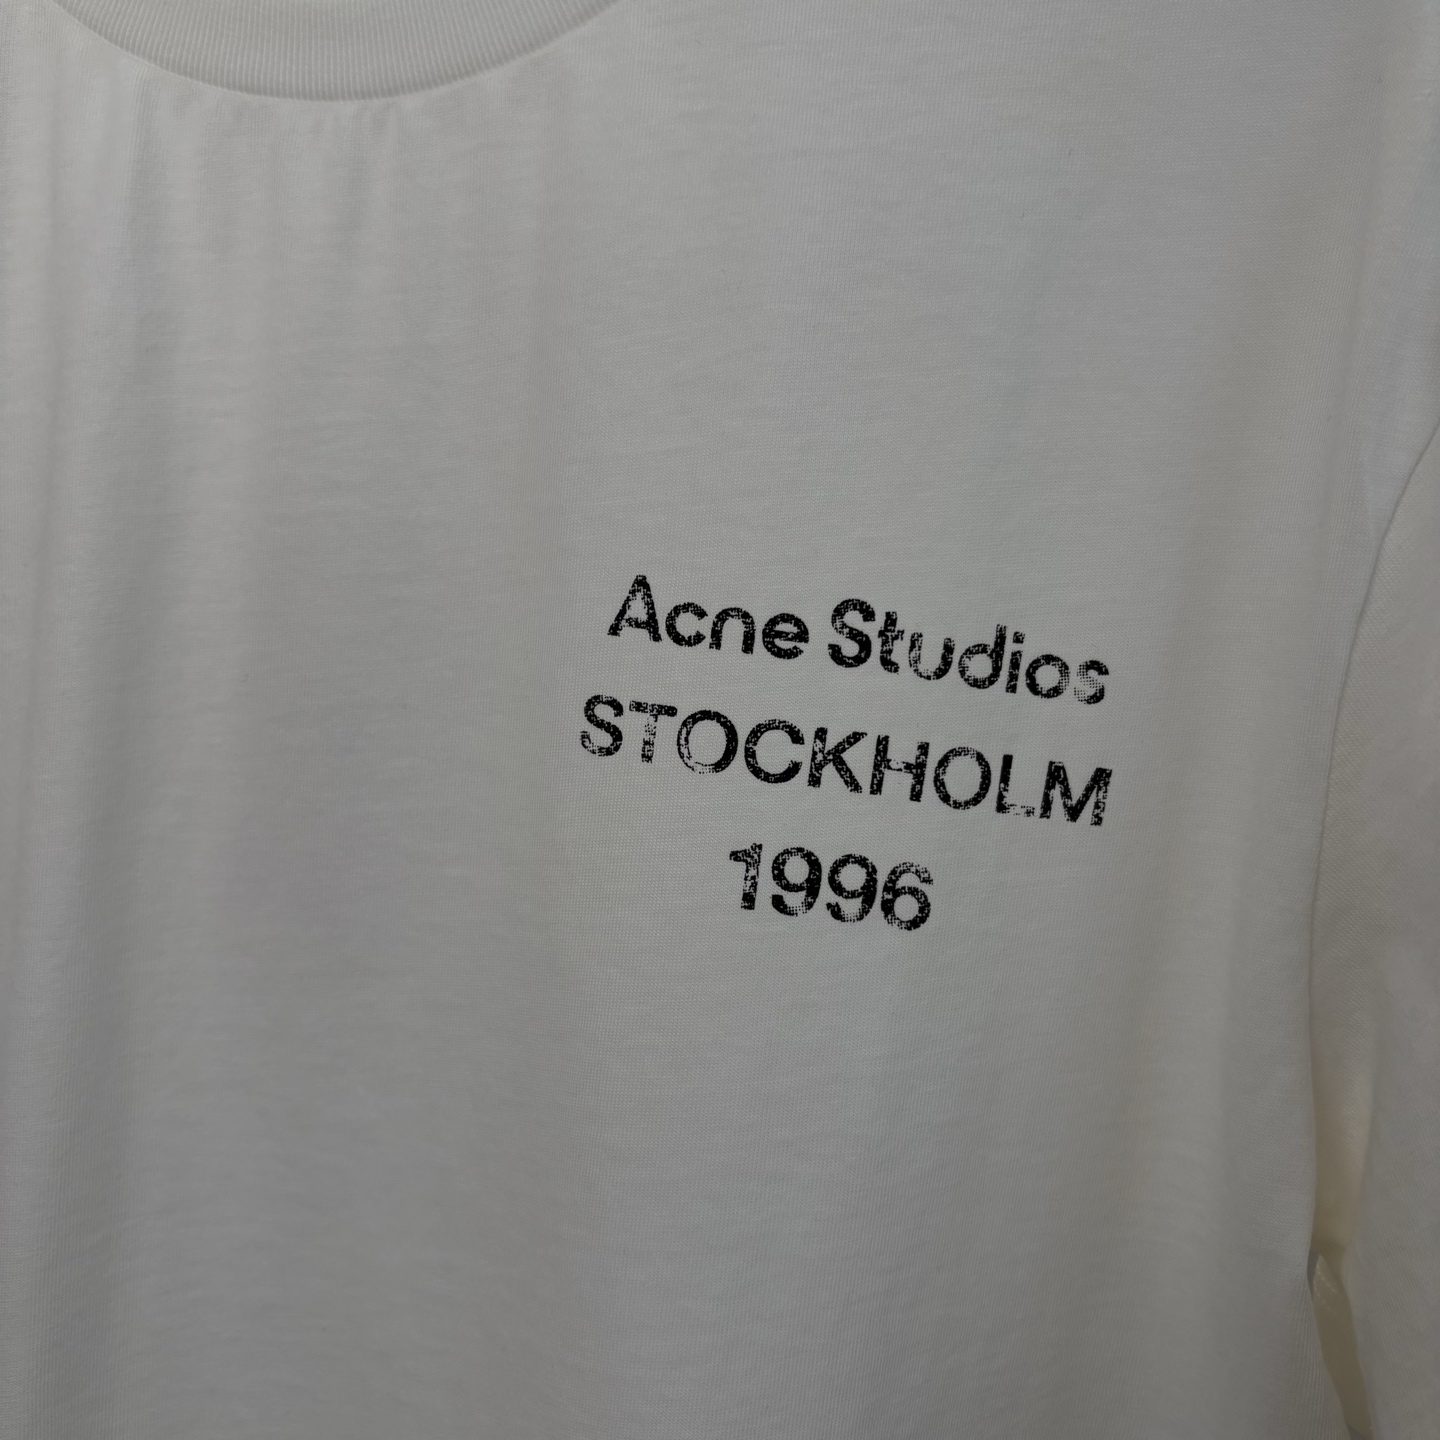 Acne Studios
STOCKHOLM
1996